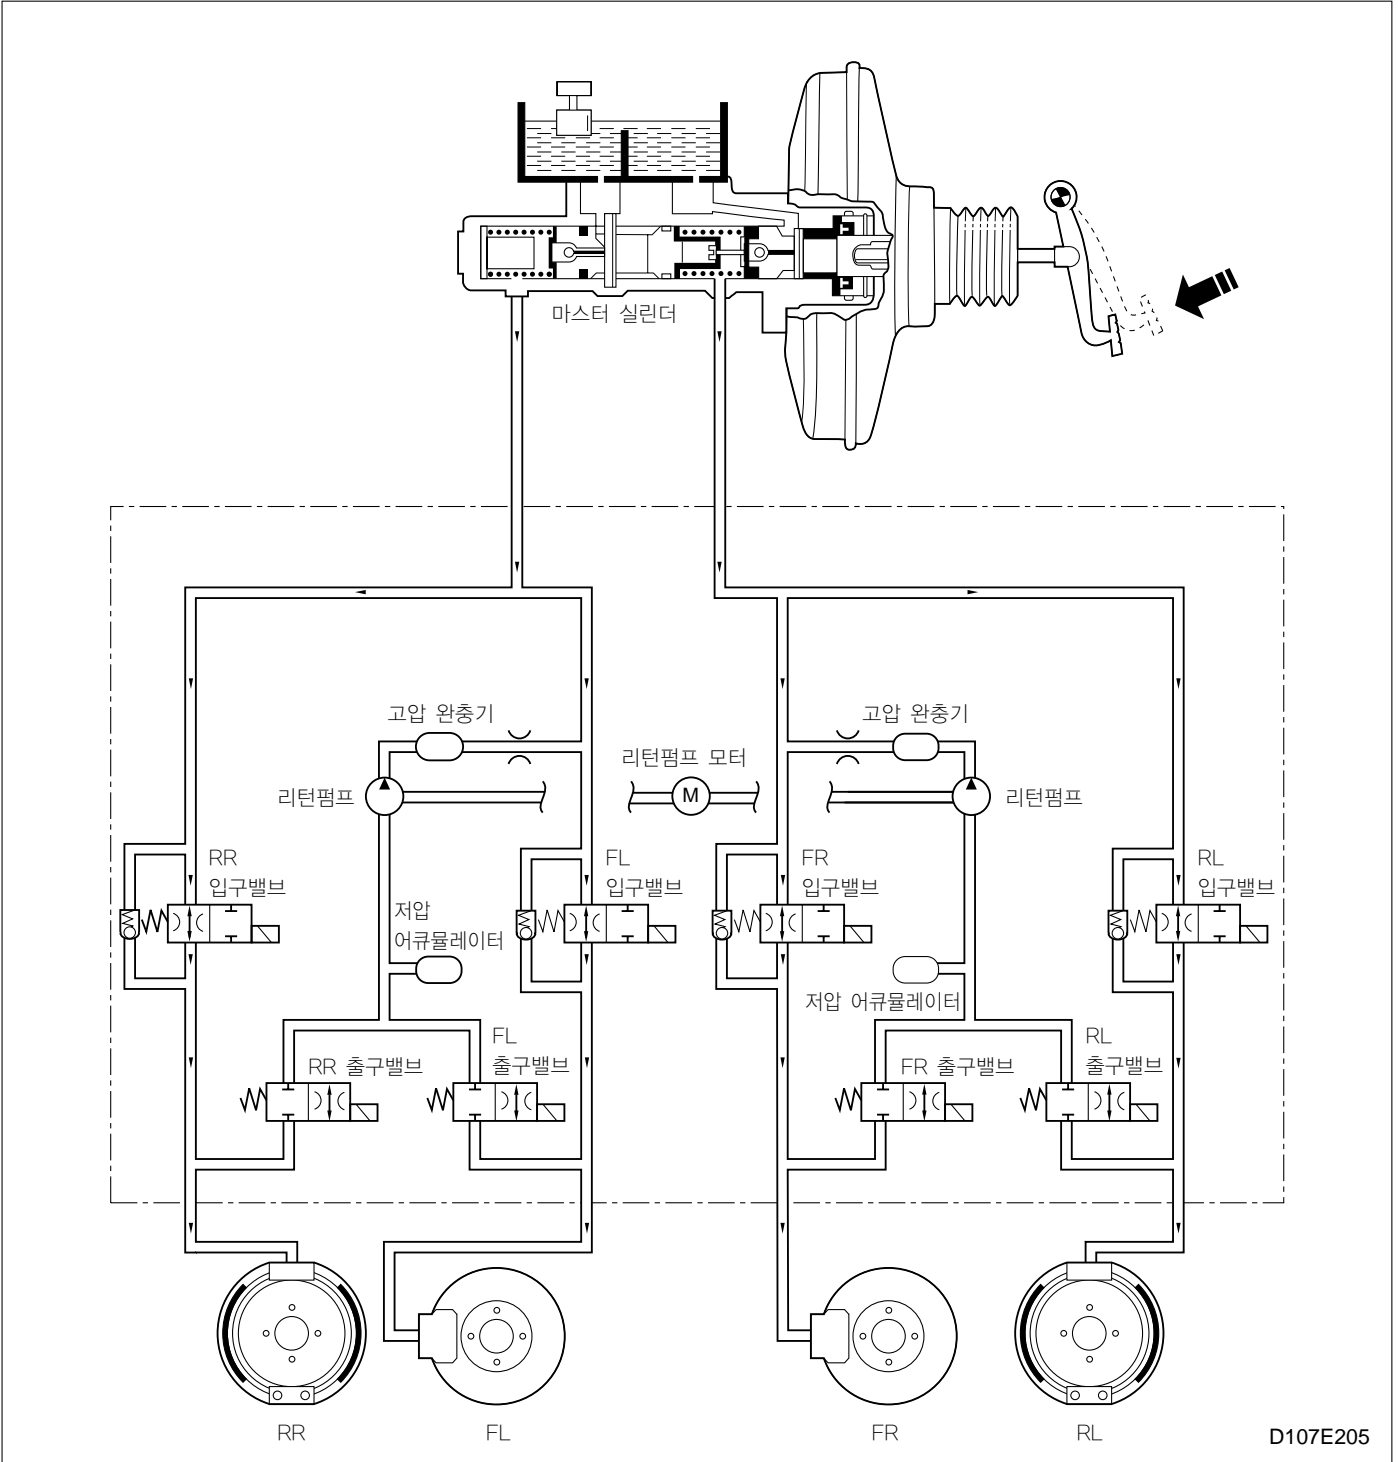 마스터 실린더
고압 완충기
고압 완충기
리턴펌프 모터
리턴펌프
M
리턴펌프
RR
입구밸브
FL
입구밸브
FR
입구밸브
RL
입구밸브
저압
어큐뮬레이터
저압 어큐뮬레이터
RR 출구밸브
FL
출구밸브
FR 출구밸브
RL
출구밸브
RR
FL
FR
RL
D107E205